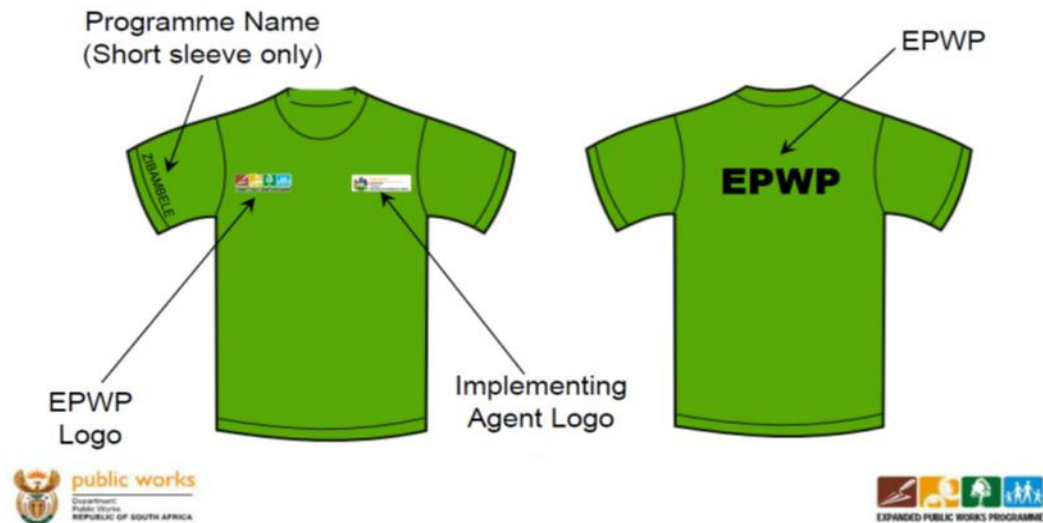 Programme Name
(Short sleeve only)
EPWP
ZIBAMBELE
EPWP
EPWP
Logo
Implementing
Agent Logo
public works
Department:
Public Works
REPUBLIC OF SOUTH AFRICA
EXPANDED PUBLIC WORKS PROGRAMME